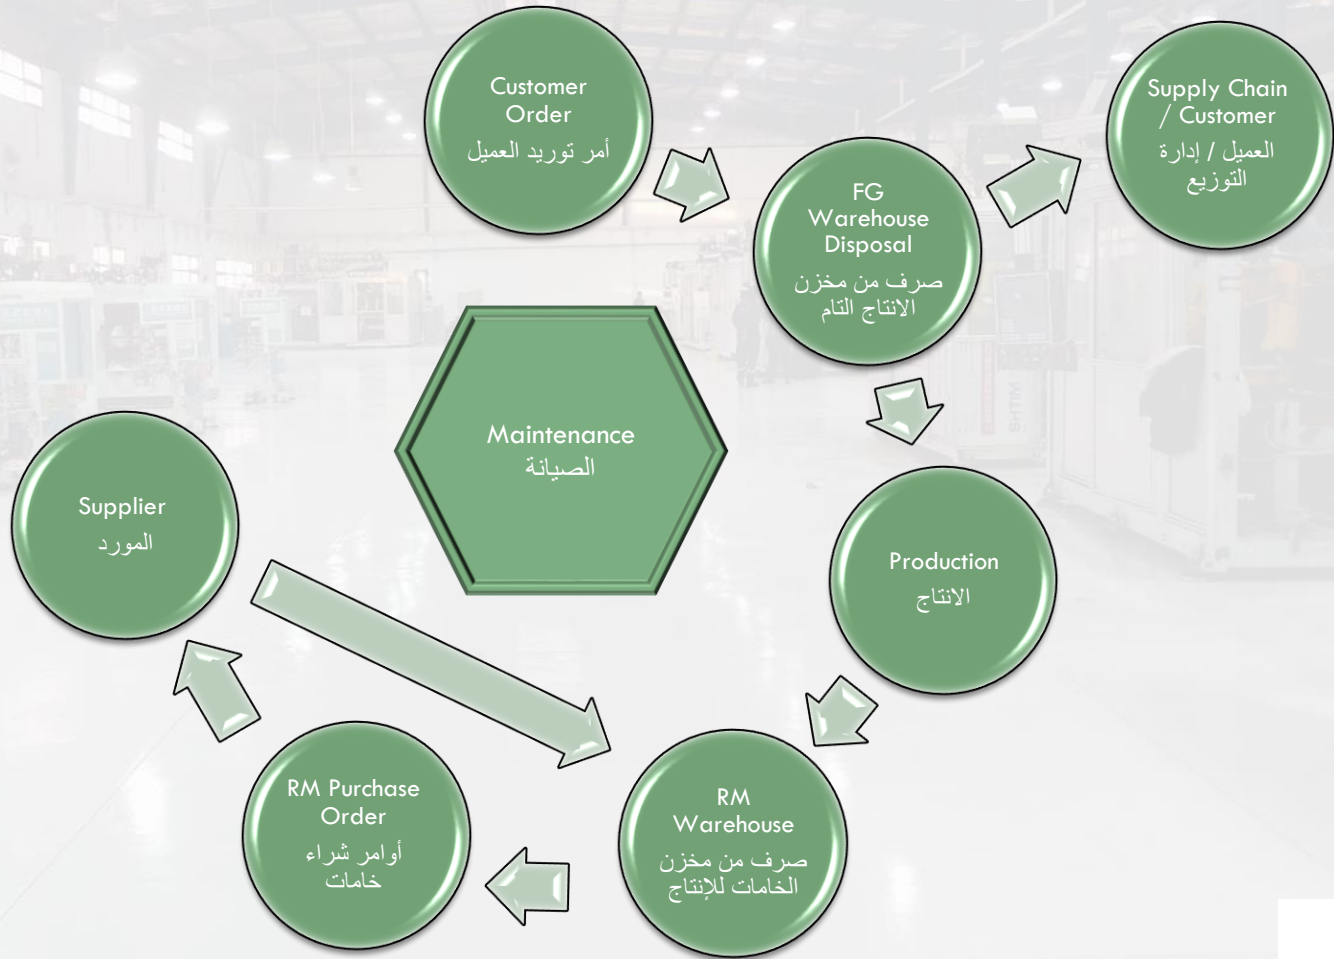 Customer
Order
أمر توريد العميل
Supply Chain
/ Customer
العميل / إدارة
التوزيع
FG
Warehouse
Disposal
صرف من مخزن
الانتاج التام
Maintenance
الصيانة
Supplier
المورد
Production
الانتاج
RM Purchase
Order
أوامر شراء
خامات
RM
Warehouse
صرف من مخزن
الخامات للإنتاج